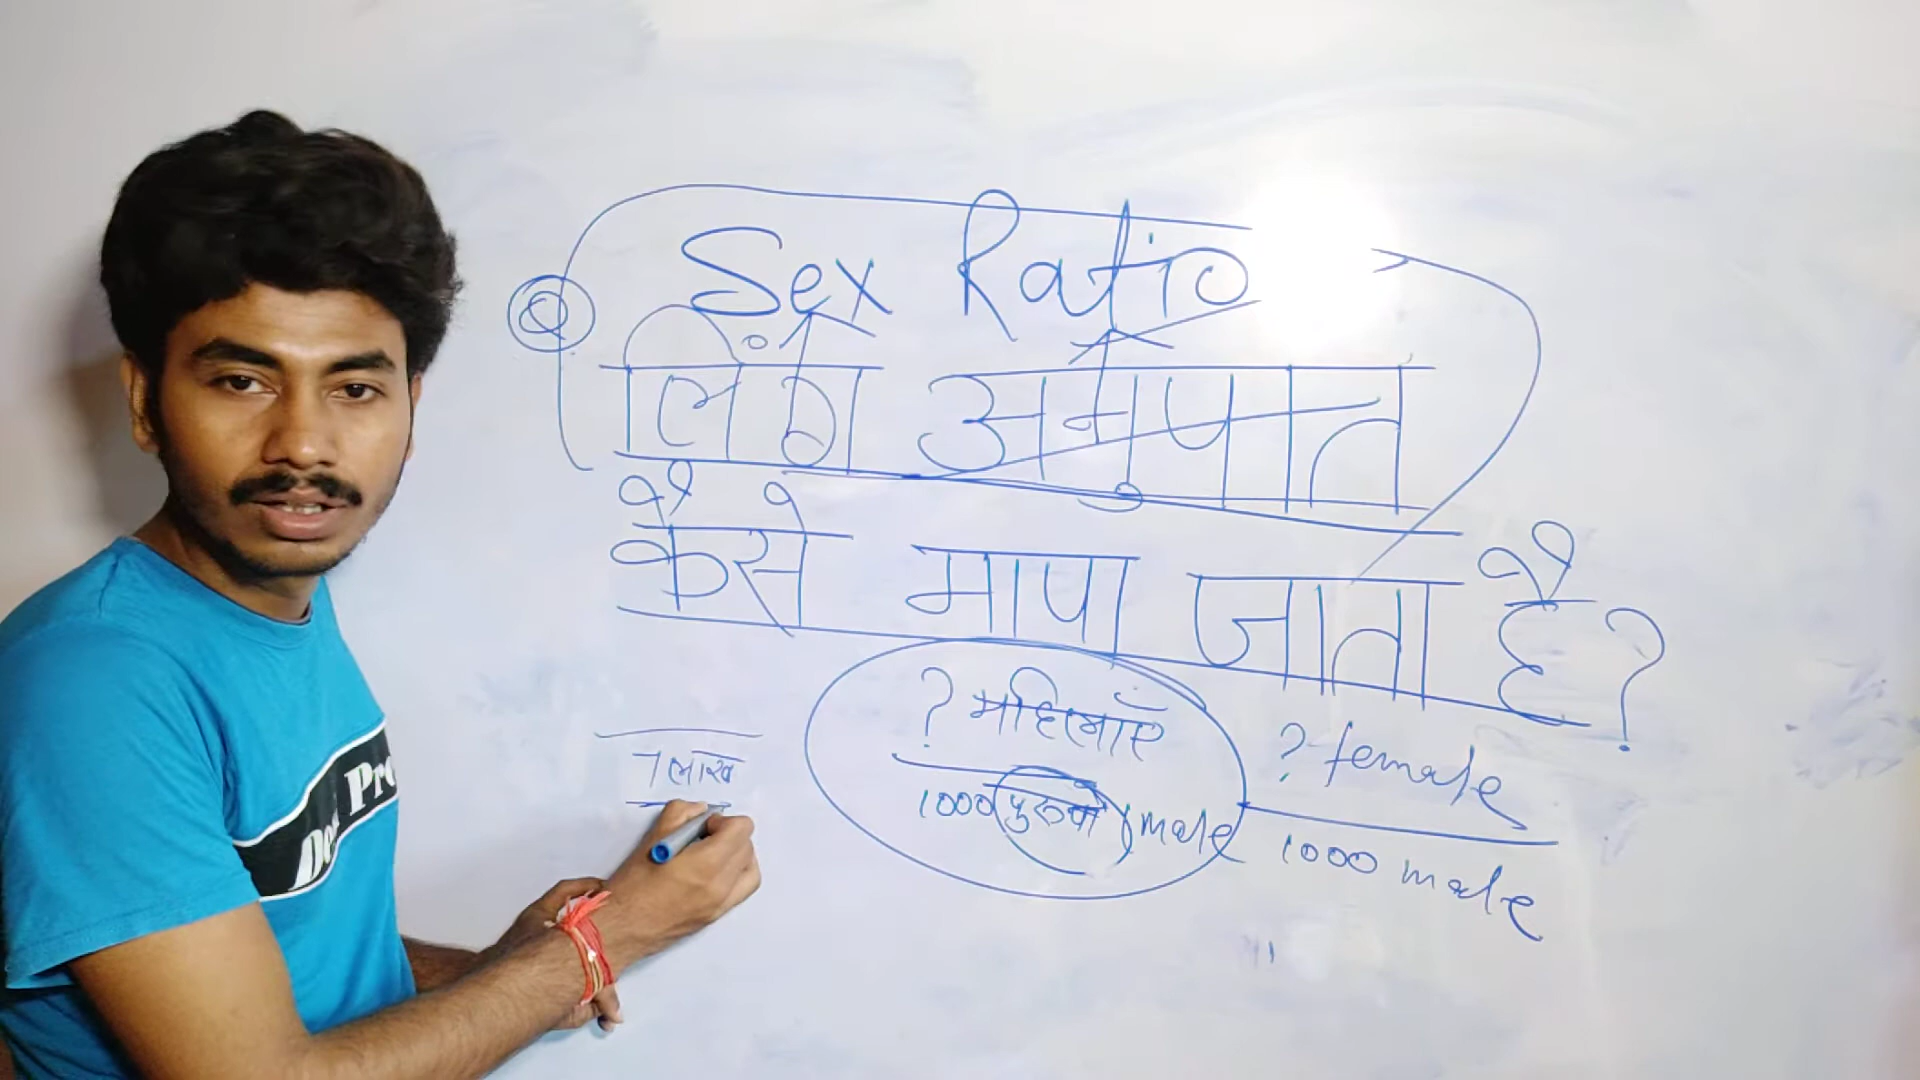 Sex Ratio
लिंग अनुपात
कैसे मापा जाता है?
? महिलाएँ
1000 पुरुषों (male
? female
1000 male
7 लाख